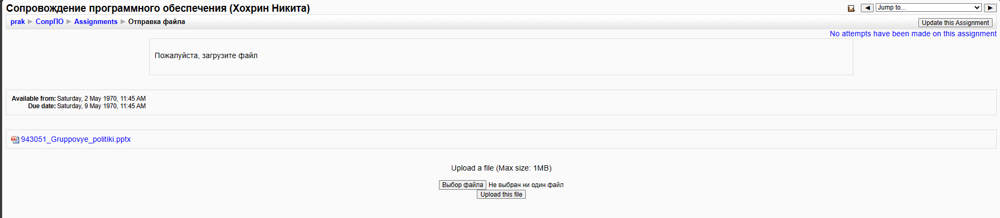 Сопровождение программного обеспечения (Хохрин Никита)
Jump to...
prak ► СопрПО ► Assignments ► Отправка файла
Update this Assignment
No attempts have been made on this assignment
Пожалуйста, загрузите файл
Available from: Saturday, 2 May 1970, 11:45 AM
Due date: Saturday, 9 May 1970, 11:45 AM
943051_Gruppovye_politiki.pptx
Upload a file (Max size: 1MB)
Выбор файла Не выбран ни один файл
Upload this file